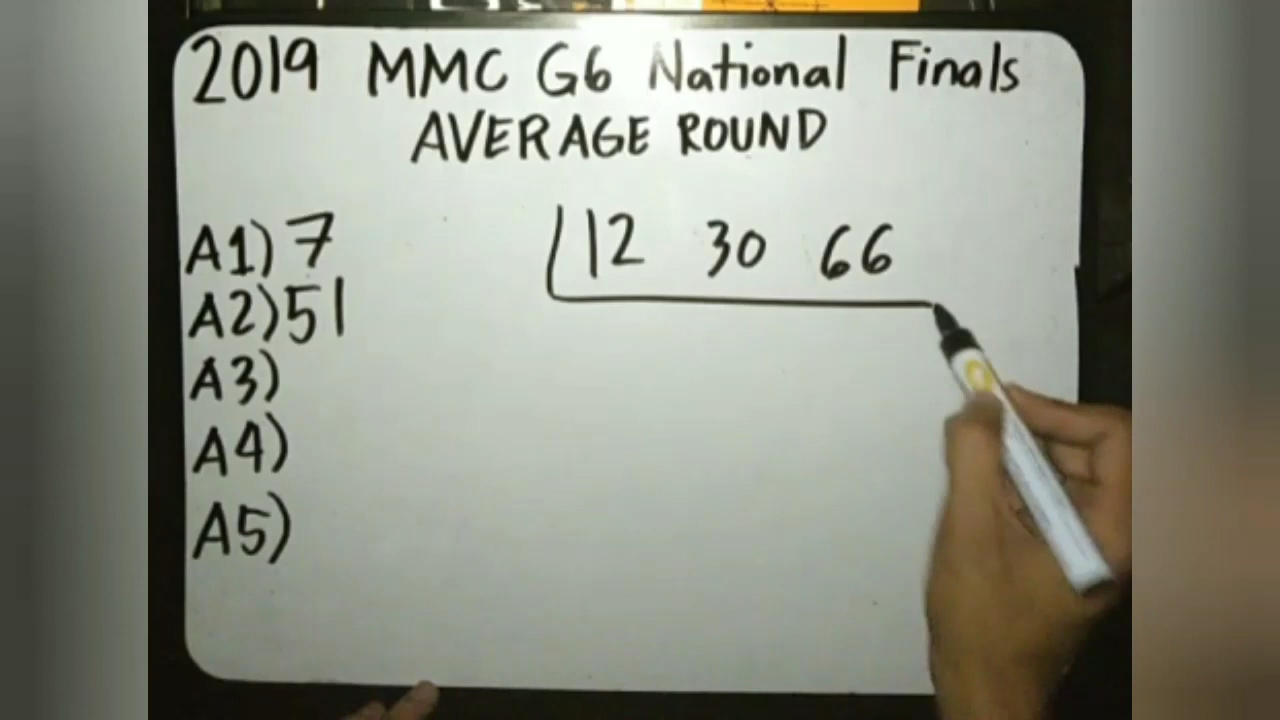 2019 MMC G6 National Finals
AVERAGE ROUND
A1) 7
12 30 66
A2) 51
A3)
A4)
A5)